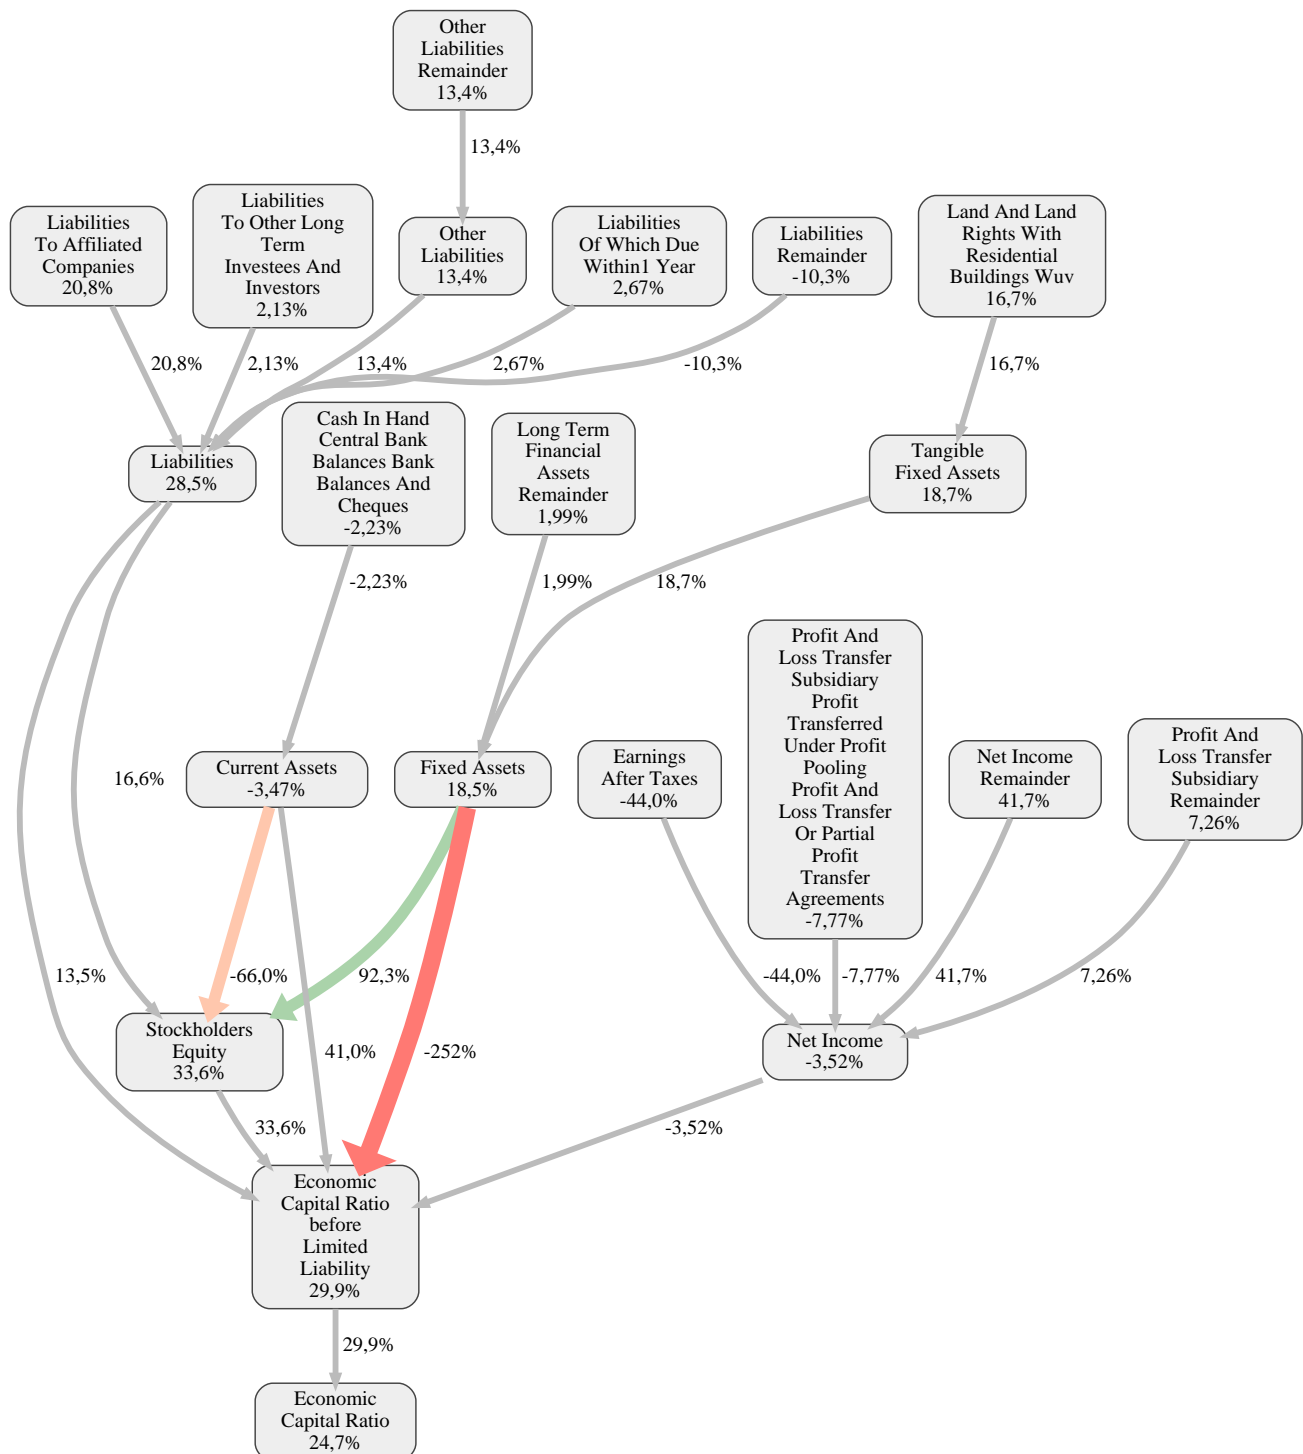 Other
Liabilities
Remainder
13,4%
13,4%
Liabilities
To Affiliated
Companies
20,8%
Liabilities
To Other Long
Term
Investees And
Investors
2,13%
Other
Liabilities
13,4%
Liabilities
Of Which Due
Within1 Year
2,67%
Liabilities
Remainder
-10,3%
Land And Land
Rights With
Residential
Buildings Wuv
16,7%
20,8%
2,13%
13,4%
2,67%
-10,3%
16,7%
Liabilities
28,5%
Cash In Hand
Central Bank
Balances Bank
Balances And
Cheques
-2,23%
Long Term
Financial
Assets
Remainder
1,99%
Tangible
Fixed Assets
18,7%
-2,23%
1,99%
18,7%
16,6%
Current Assets
-3,47%
Fixed Assets
18,5%
Earnings
After Taxes
-44,0%
Profit And
Loss Transfer
Subsidiary
Profit
Transferred
Under Profit
Pooling
Profit And
Loss Transfer
Or Partial
Profit
Transfer
Agreements
-7,77%
Net Income
Remainder
41,7%
Profit And
Loss Transfer
Subsidiary
Remainder
7,26%
13,5%
-66,0%
92,3%
-44,0%
-7,77%
41,7%
7,26%
Stockholders
Equity
33,6%
41,0%
-252%
Net Income
-3,52%
33,6%
-3,52%
Economic
Capital Ratio
before
Limited
Liability
29,9%
29,9%
Economic
Capital Ratio
24,7%